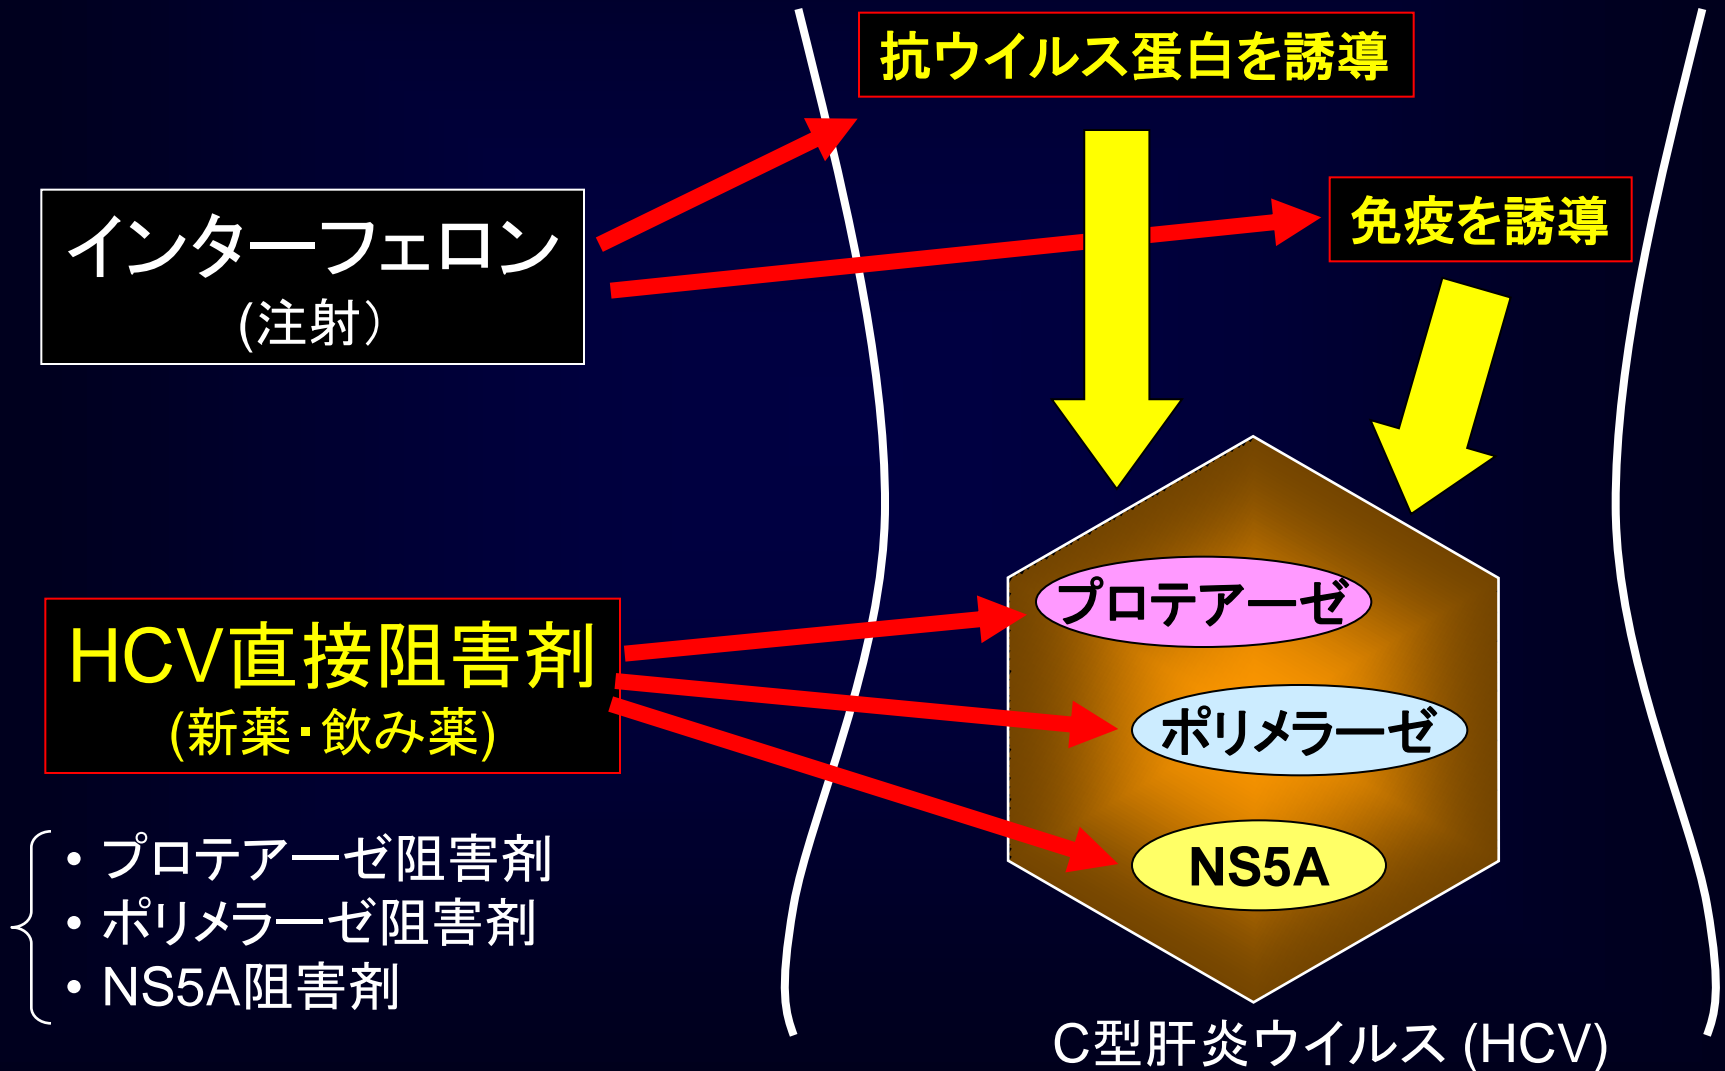 抗ウイルス蛋白を誘導
免疫を誘導
インターフェロン
(注射）
プロテアーゼ
HCV直接阻害剤
(新薬・飲み薬)
ポリメラーゼ
NS5A
• プロテアーゼ阻害剤
• ポリメラーゼ阻害剤
• NS5A阻害剤
C型肝炎ウイルス (HCV)